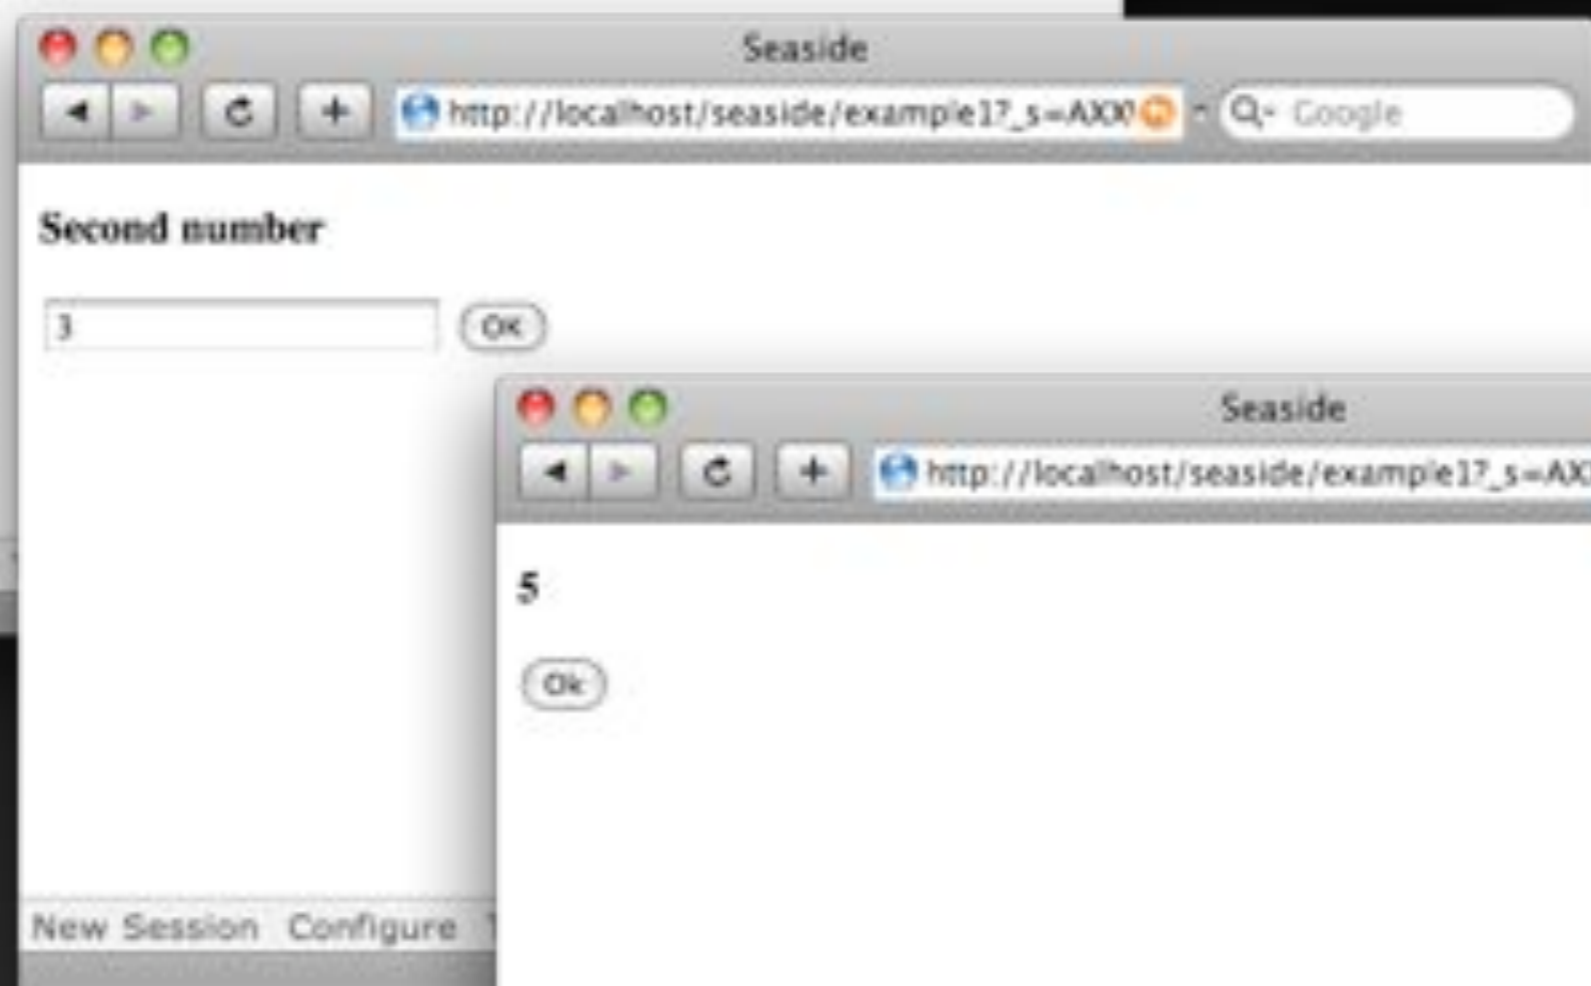 Seaside
http://localhost/seaside/example1?_s=AXX
Google
Second number
3
OK
Seaside
http://localhost/seaside/example1?_s=AX
5
Ok
New Session Configure